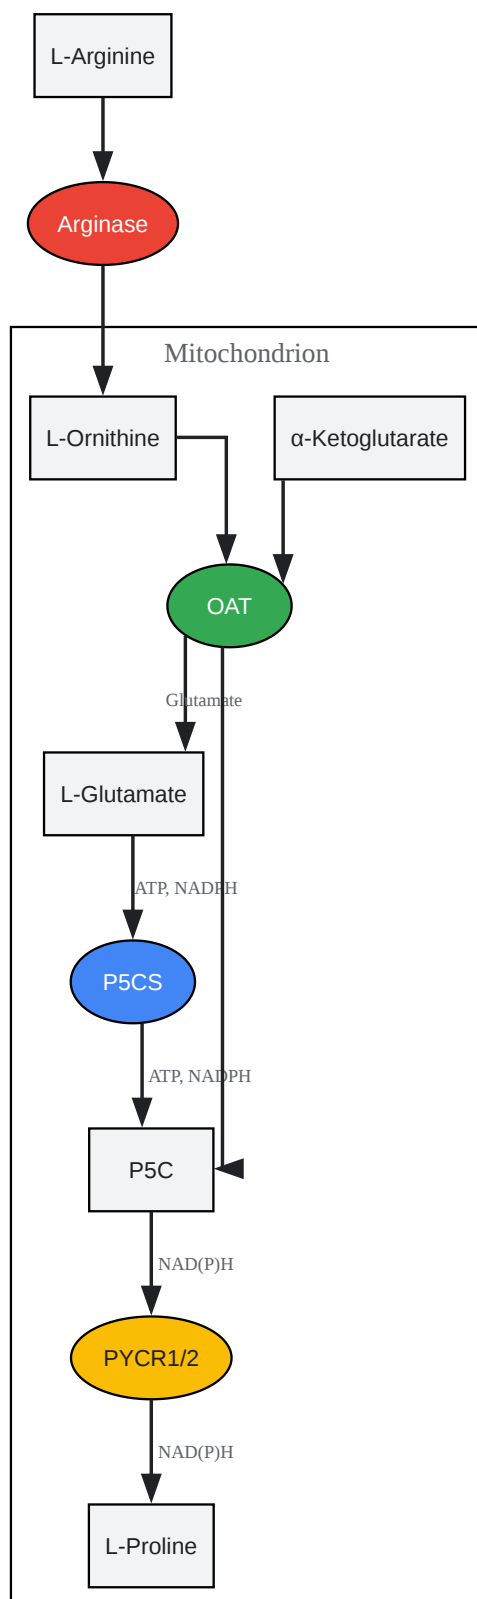 L-Arginine
Arginase
Mitochondrion
L-Ornithine
α-Ketoglutarate
OAT
Glutamate
L-Glutamate
ATP, NADPH
P5CS
ATP, NADPH
P5C
NAD(P)H
PYCR1/2
NAD(P)H
L-Proline